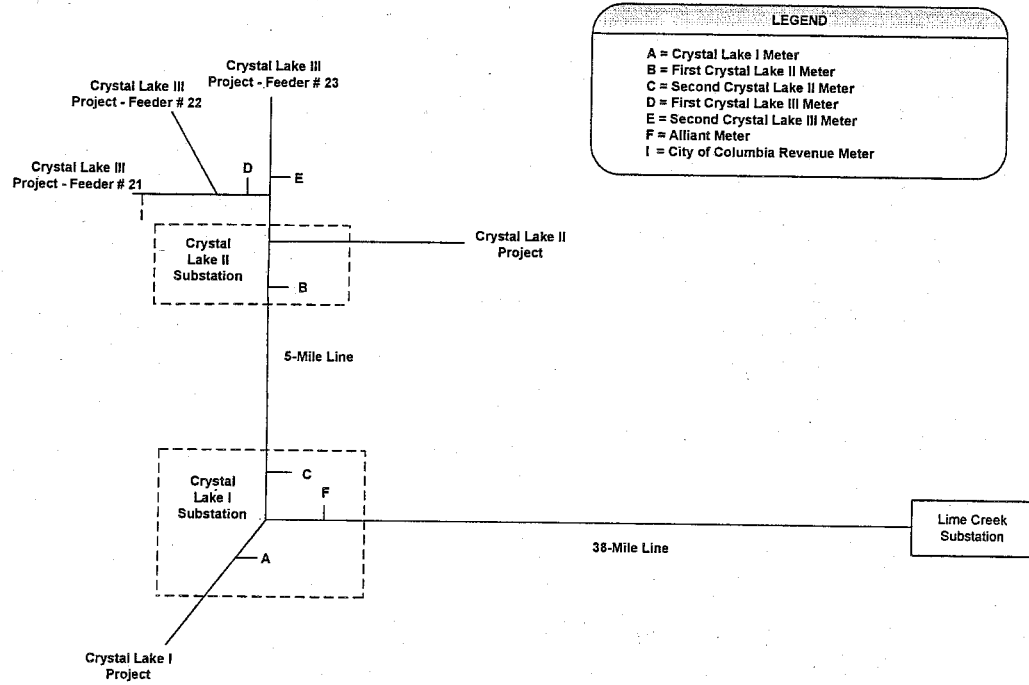 LEGEND
A = Crystal Lake I Meter
B = First Crystal Lake II Meter
C = Second Crystal Lake II Meter
D = First Crystal Lake III Meter
E = Second Crystal Lake III Meter
F = Alliant Meter
I = City of Columbia Revenue Meter
Crystal Lake III
Project - Feeder # 23
Crystal Lake III
Project - Feeder # 22
Crystal Lake III
Project - Feeder # 21
D
E
I
Crystal
Lake II
Substation
Crystal Lake II
Project
B
5-Mile Line
Crystal
Lake I
Substation
C
F
A
38-Mile Line
Lime Creek
Substation
Crystal Lake I
Project